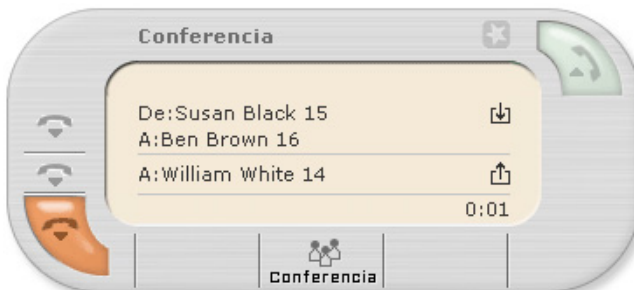 Conferencia
De:Susan Black 15
A:Ben Brown 16
A:William White 14
0:01
Conferencia